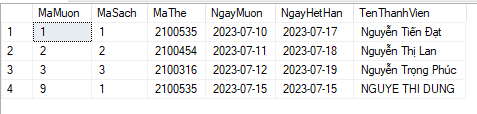 MaMuon MaSach MaThe NgayMuon NgayHetHan TenThanhVien
1 1 1 2100535 2023-07-10 2023-07-17 Nguyễn Tiến Đạt
2 2 2 2100454 2023-07-11 2023-07-18 Nguyễn Thị Lan
3 3 3 2100316 2023-07-12 2023-07-19 Nguyễn Trọng Phúc
4 9 1 2100535 2023-07-15 2023-07-15 NGUYE THI DUNG